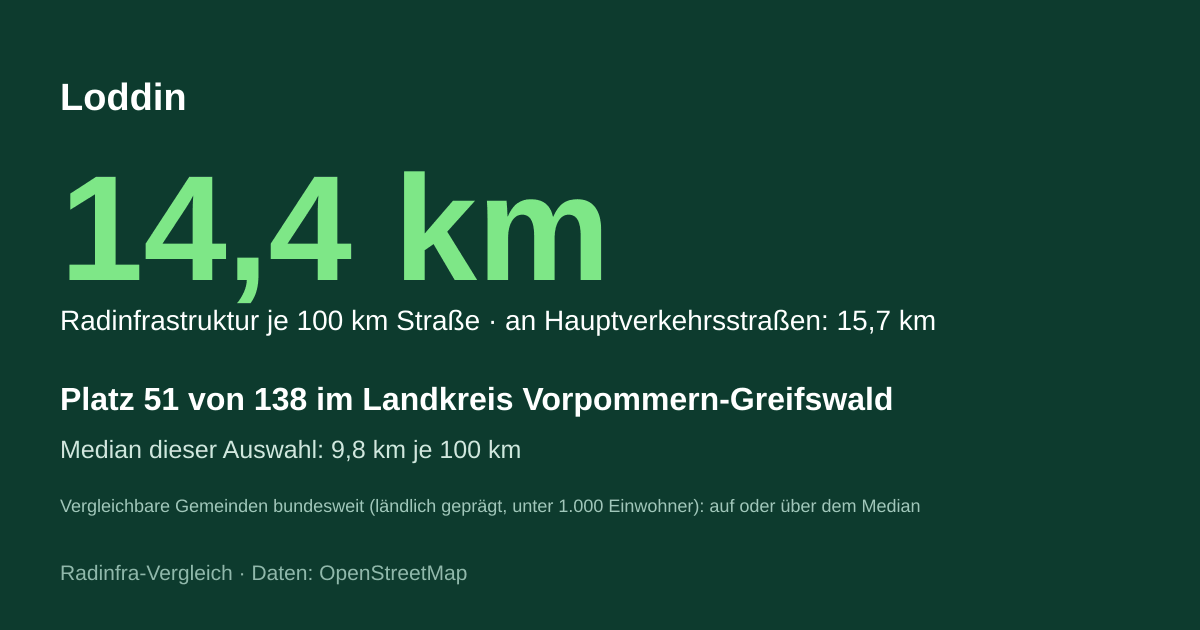 Loddin
14,4 km
Radinfrastruktur je 100 km Straße · an Hauptverkehrsstraßen: 15,7 km
Platz 51 von 138 im Landkreis Vorpommern-Greifswald
Median dieser Auswahl: 9,8 km je 100 km
Vergleichbare Gemeinden bundesweit (ländlich geprägt, unter 1.000 Einwohner): auf oder über dem Median
Radinfra-Vergleich · Daten: OpenStreetMap